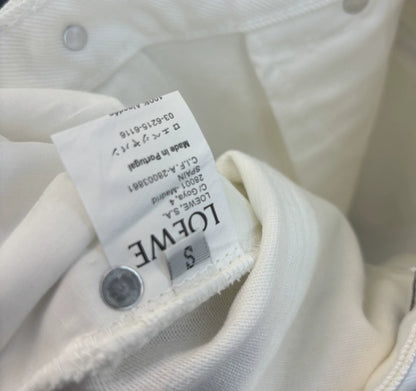 S
LOEWE
LOEWE, S.A.
C/ Goya, 4
28001 -Madrid
SPAIN
C.I.F. A-28003861
Made in Portugal
ロエベジャパン
03-6215-6116
100%